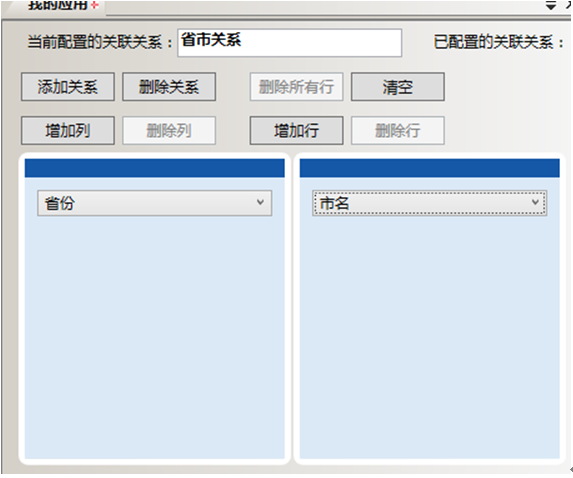 我的应用
当前配置的关联关系：省市关系 已配置的关联关系：
添加关系 删除关系 删除所有行 清空
增加列 删除列 增加行 删除行
省份 市名